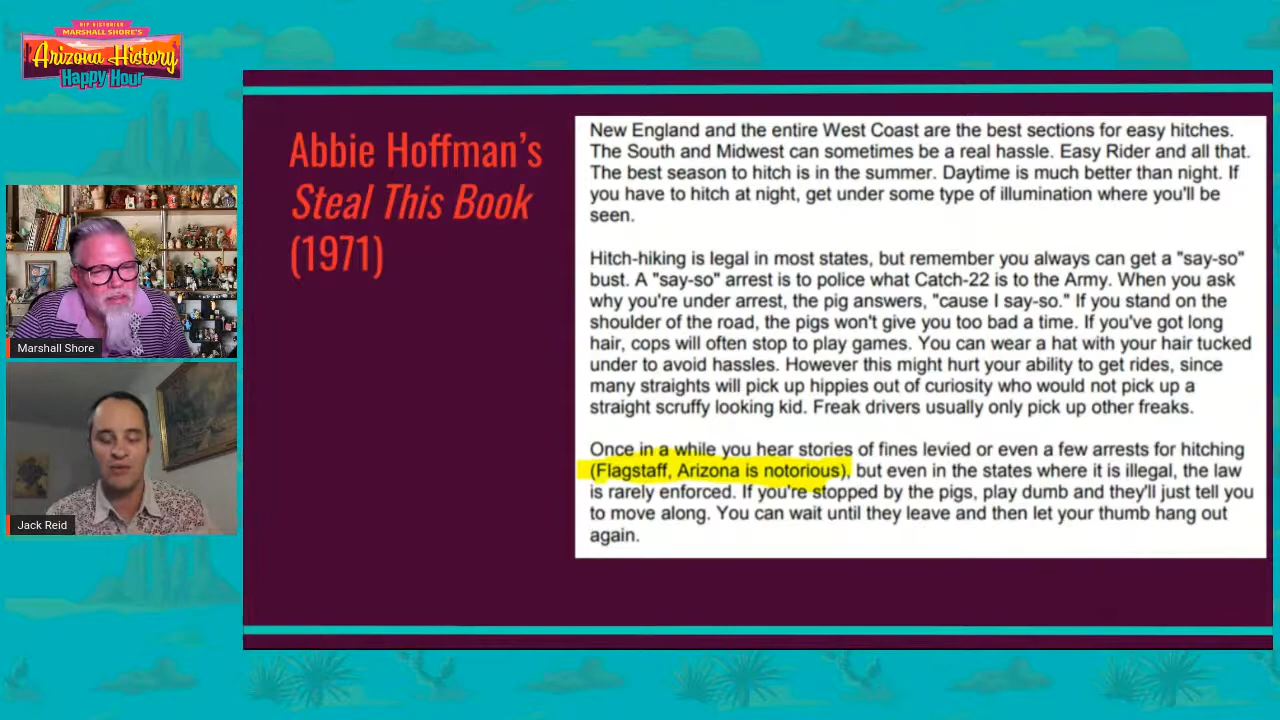 HIP HISTORIAN
MARSHALL SHORE'S
Arizona History
Happy Hour
Marshall Shore
Jack Reid
Abbie Hoffman's
Steal This Book
(1971)
New England and the entire West Coast are the best sections for easy hitches.
The South and Midwest can sometimes be a real hassle. Easy Rider and all that.
The best season to hitch is in the summer. Daytime is much better than night. If
you have to hitch at night, get under some type of illumination where you'll be
seen.
Hitch-hiking is legal in most states, but remember you always can get a "say-so"
bust. A "say-so" arrest is to police what Catch-22 is to the Army. When you ask
why you're under arrest, the pig answers, "cause I say-so." If you stand on the
shoulder of the road, the pigs won't give you too bad a time. If you've got long
hair, cops will often stop to play games. You can wear a hat with your hair tucked
under to avoid hassles. However this might hurt your ability to get rides, since
many straights will pick up hippies out of curiosity who would not pick up a
straight scruffy looking kid. Freak drivers usually only pick up other freaks.
Once in a while you hear stories of fines levied or even a few arrests for hitching
(Flagstaff, Arizona is notorious), but even in the states where it is illegal, the law
is rarely enforced. If you're stopped by the pigs, play dumb and they'll just tell you
to move along. You can wait until they leave and then let your thumb hang out
again.